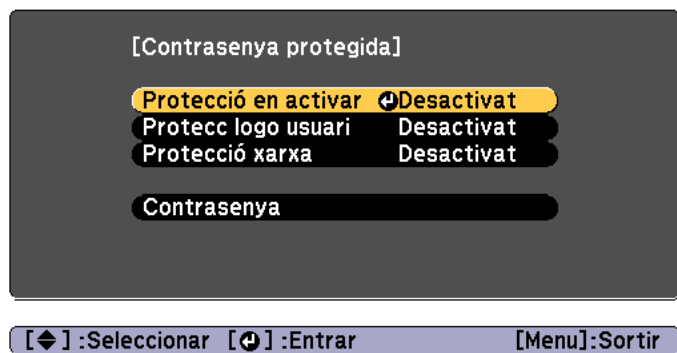 [Contrasenya protegida]
Protecció en activar Desactivat
Protecc logo usuari Desactivat
Protecció xarxa Desactivat
Contrasenya
[◆]:Seleccionar [⏎]:Entrar [Menu]:Sortir